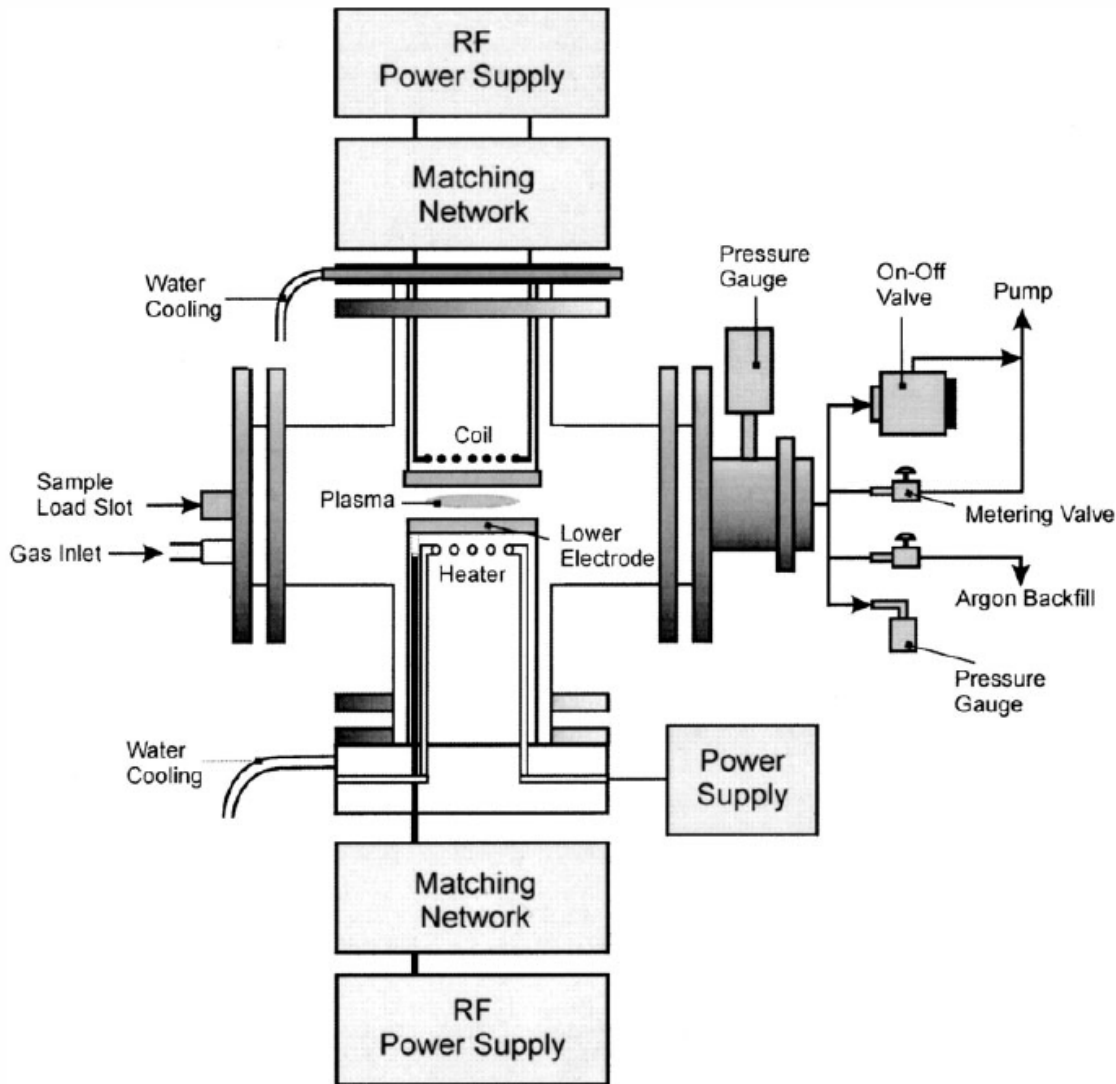 RF
Power Supply
Matching
Network
Water
Cooling
Pressure
Gauge
On-Off
Valve
Pump
Coil
Sample
Load Slot
Plasma
Metering Valve
Gas Inlet
Lower
Electrode
Heater
Argon Backfill
Pressure
Gauge
Water
Cooling
Power
Supply
Matching
Network
RF
Power Supply